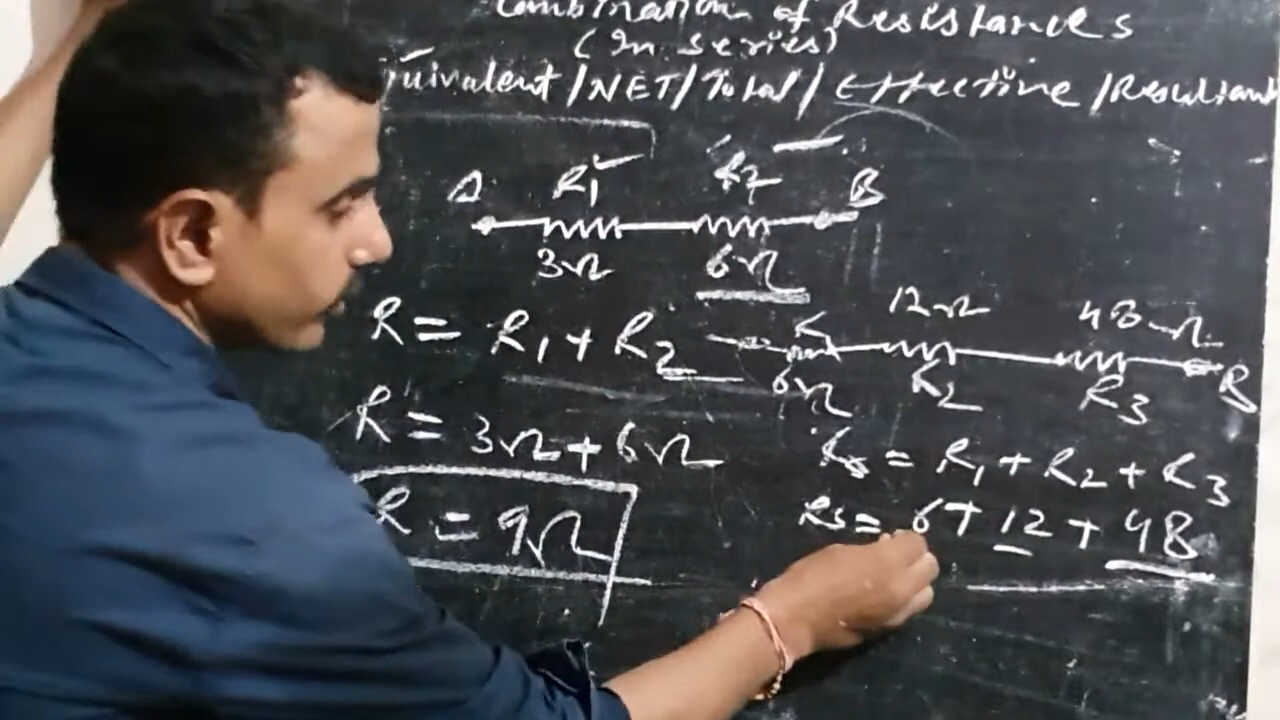 Combination of Resistances
(In series)
quivalent/NET/Total/Effective/Resultant
A R1 R2 B
3Ω 6Ω
R = R1 + R2
R = 3Ω + 6Ω
R = 9Ω
12Ω 48Ω
6Ω R2 R3 B
Rs = R1 + R2 + R3
Rs = 6 + 12 + 48